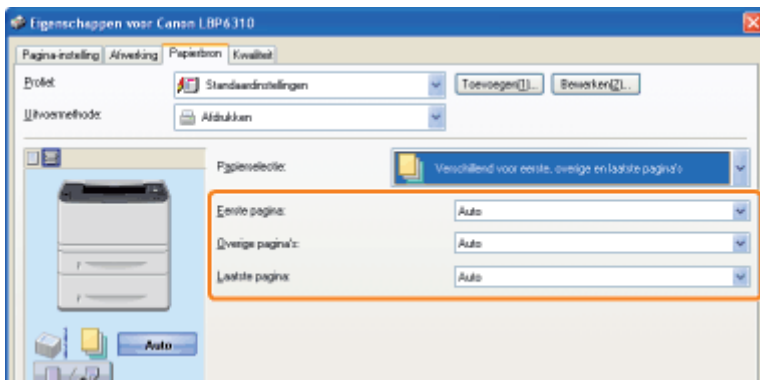 Eigenschappen voor Canon LBP6310
Pagina-instelling Afwerking Papierbron Kwaliteit
Profiel: Standaardinstellingen Toevoegen(1)... Bewerken(2)...
Uitvoermethode: Afdrukken
Papierselectie: Verschillend voor eerste, overige en laatste pagina's
Eerste pagina: Auto
Overige pagina's: Auto
Laatste pagina: Auto
Auto